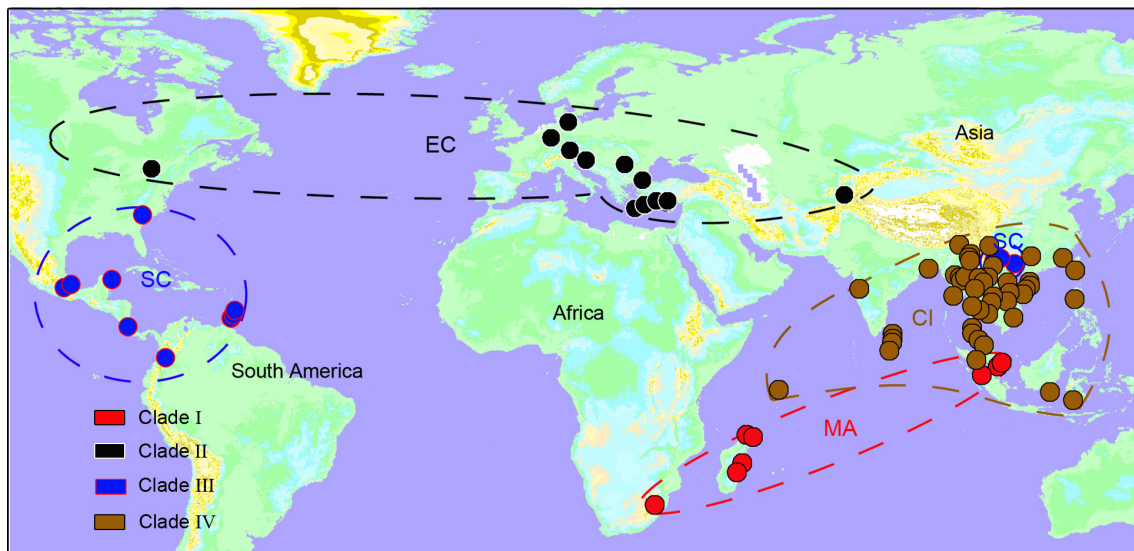 Asia
EC
SC
SC
Africa
CI
South America
MA
Clade I
Clade II
Clade III
Clade IV